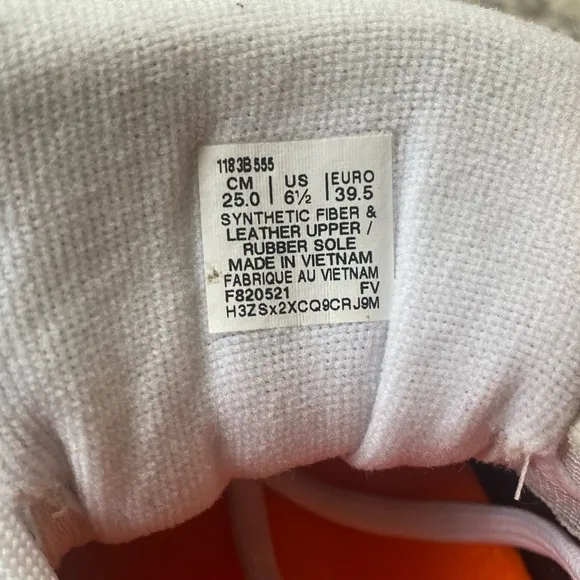 1183B555
CM | US | EURO
25.0 | 6½ | 39.5
SYNTHETIC FIBER &
LEATHER UPPER /
RUBBER SOLE
MADE IN VIETNAM
FABRIQUE AU VIETNAM
F820521 FV
H3ZSx2XCQ9CRJ9M